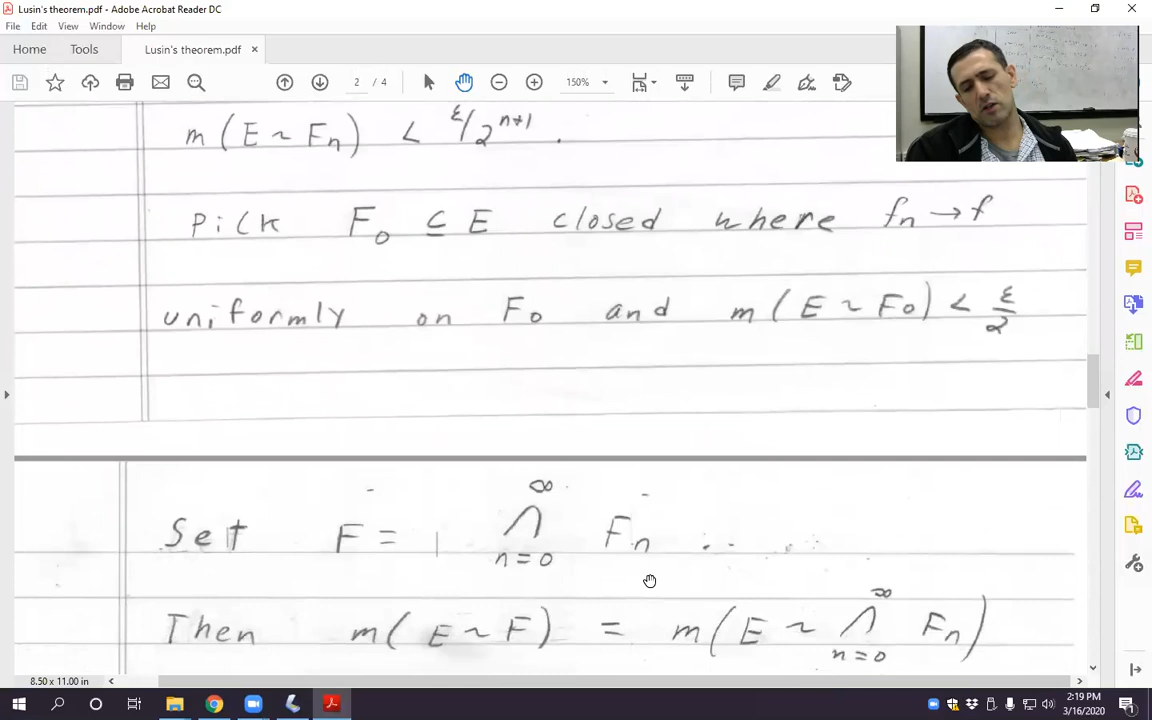 Lusin's theorem.pdf - Adobe Acrobat Reader DC
File Edit View Window Help
Home Tools Lusin's theorem.pdf ×
2 / 4 150%
m ( E ~ Fn ) < ε/2^{n+1} .
Pick F₀ ⊆ E closed where fn → f
uniformly on F₀ and m ( E ~ F₀ ) < ε/2
Set F = ∩_{n=0}^{∞} Fn
Then m( E ~ F ) = m( E ~ ∩_{n=0}^{∞} Fn )
8.50 x 11.00 in
2:19 PM
3/16/2020